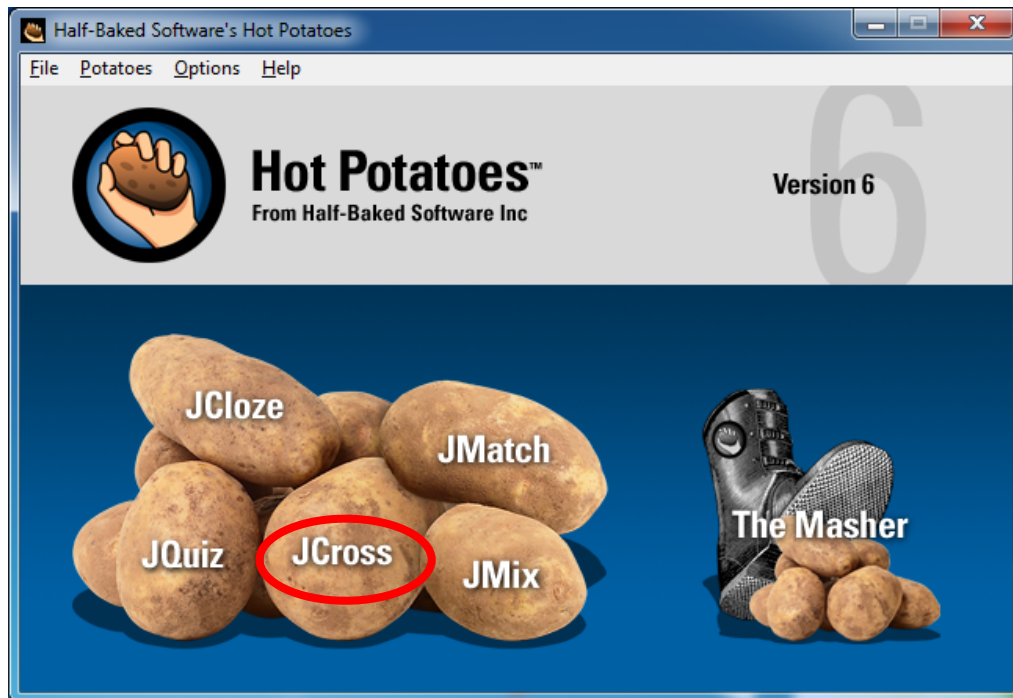 Half-Baked Software's Hot Potatoes
File Potatoes Options Help
6
Hot Potatoes™
Version 6
From Half-Baked Software Inc
JCloze
JMatch
The Masher
JQuiz
JCross
JMix